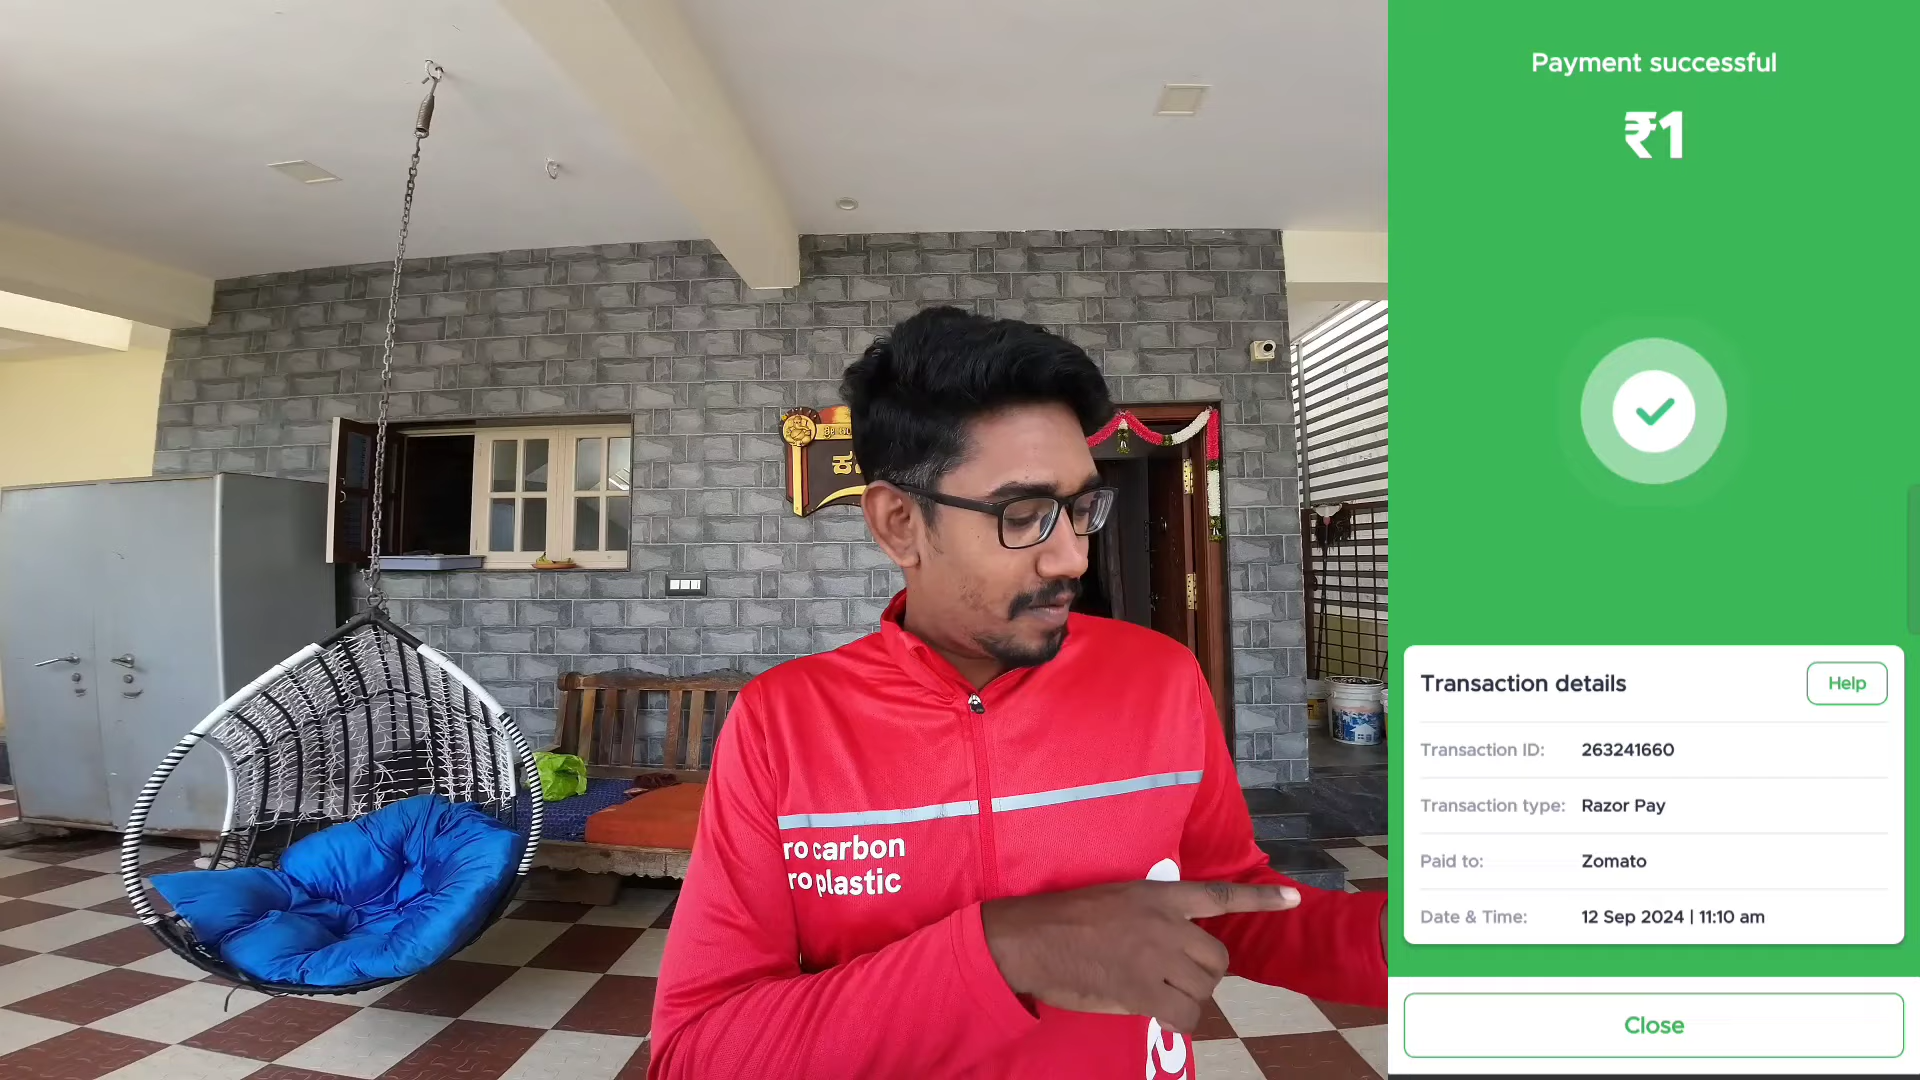 ro carbon
ro plastic
Payment successful
₹1
Transaction details
Help
Transaction ID: 263241660
Transaction type: Razor Pay
Paid to: Zomato
Date & Time: 12 Sep 2024 | 11:10 am
Close